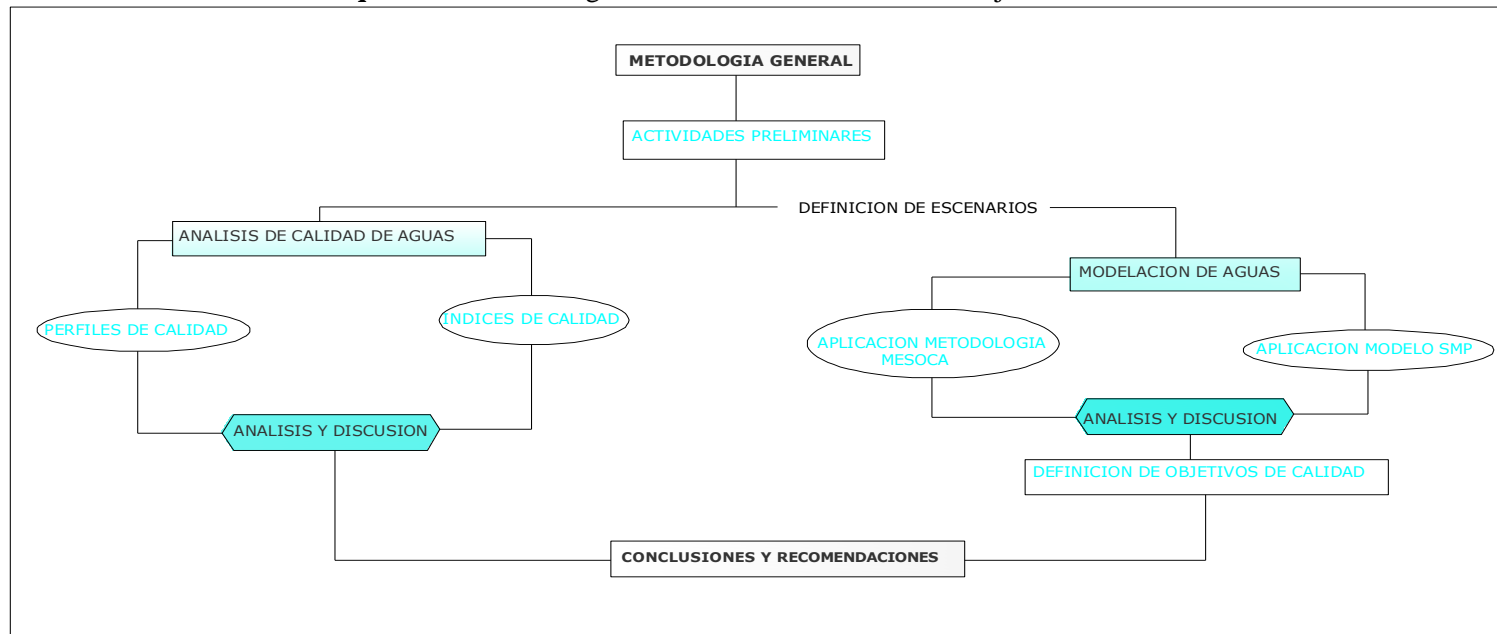 METODOLOGIA GENERAL
ACTIVIDADES PRELIMINARES
DEFINICION DE ESCENARIOS
ANALISIS DE CALIDAD DE AGUAS
MODELACION DE AGUAS
PERFILES DE CALIDAD
INDICES DE CALIDAD
APLICACION METODOLOGIA
MESOCA
APLICACION MODELO SMP
ANALISIS Y DISCUSION
ANALISIS Y DISCUSION
DEFINICION DE OBJETIVOS DE CALIDAD
CONCLUSIONES Y RECOMENDACIONES